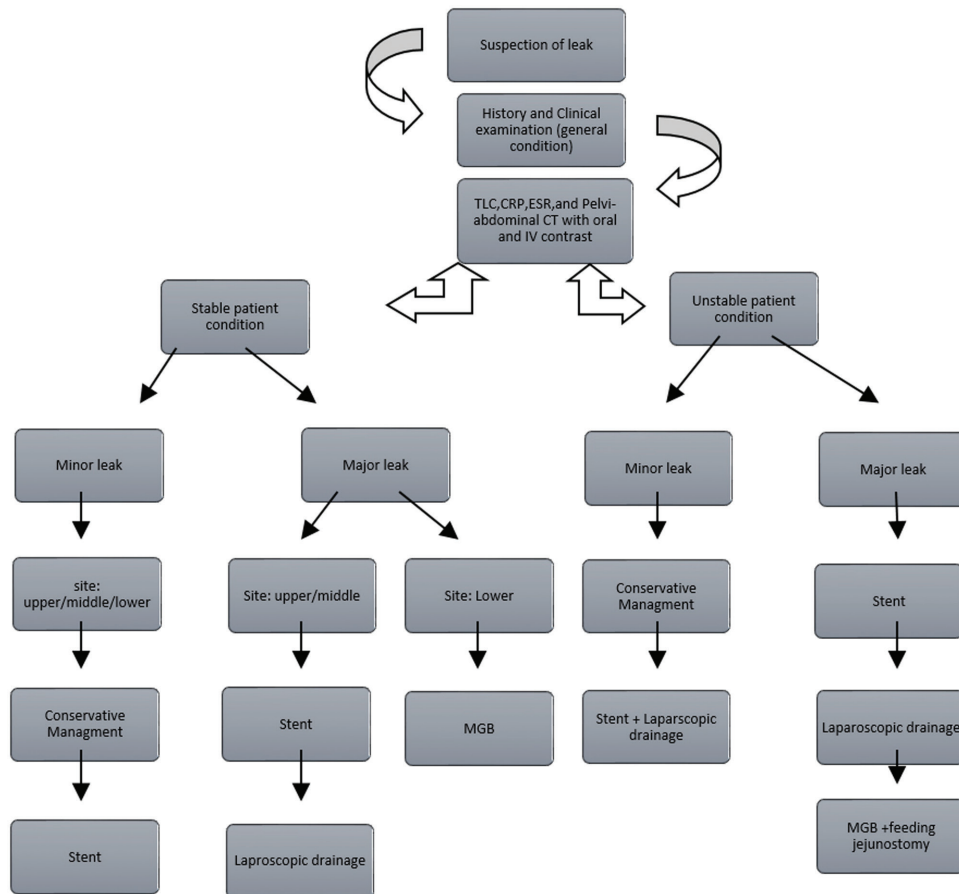 Suspection of leak
History and Clinical
examination (general
condition)
TLC,CRP,ESR,and Pelvi-
abdominal CT with oral
and IV contrast
Stable patient
condition
Unstable patient
condition
Minor leak
Major leak
Minor leak
Major leak
site:
upper/middle/lower
Site: upper/middle
Site: Lower
Conservative
Managment
Stent
Conservative
Managment
Stent
MGB
Stent + Laparscopic
drainage
Laparoscopic drainage
Stent
Laproscopic drainage
MGB +feeding
jejunostomy